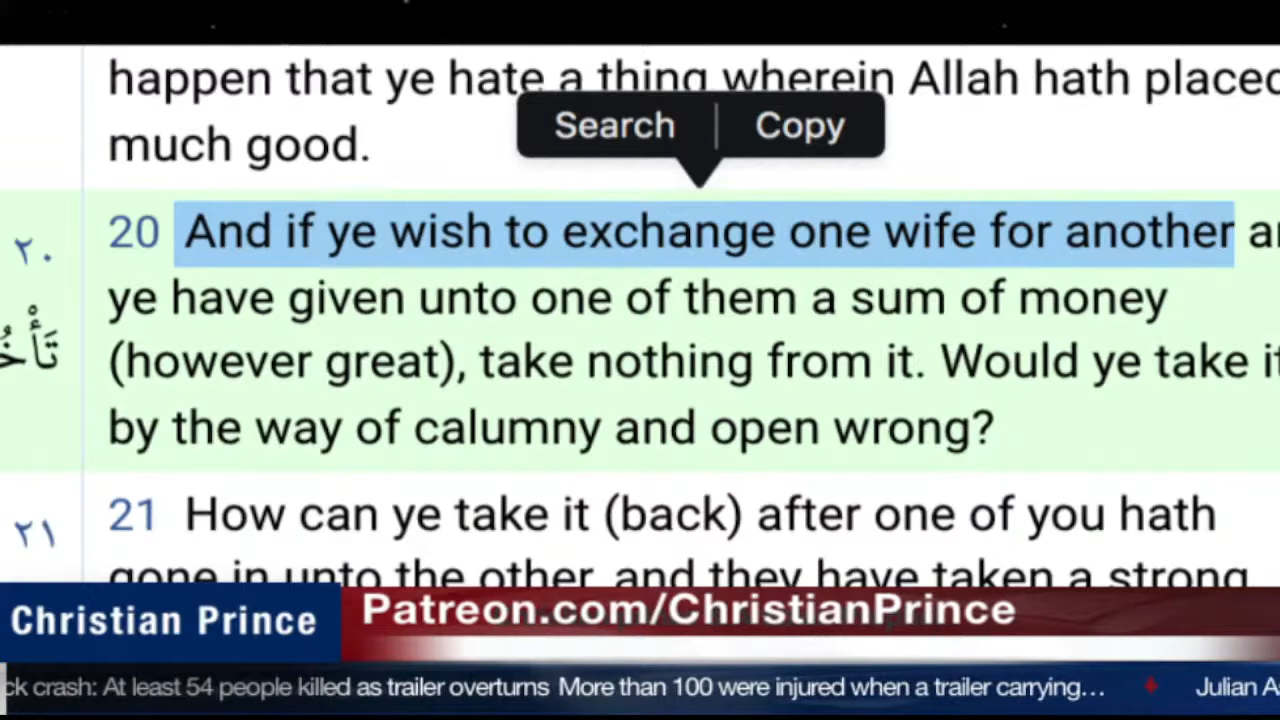 happen that ye hate a thing wherein Allah hath placed
Search
Copy
much good.
20 And if ye wish to exchange one wife for another
٢٠
ye have given unto one of them a sum of money
(however great), take nothing from it. Would ye take it
by the way of calumny and open wrong?
21 How can ye take it (back) after one of you hath
٢١
gone in unto the other, and they have taken a strong
Christian Prince
Patreon.com/ChristianPrince
crash: At least 54 people killed as trailer overturns More than 100 were injured when a trailer carrying... Julian